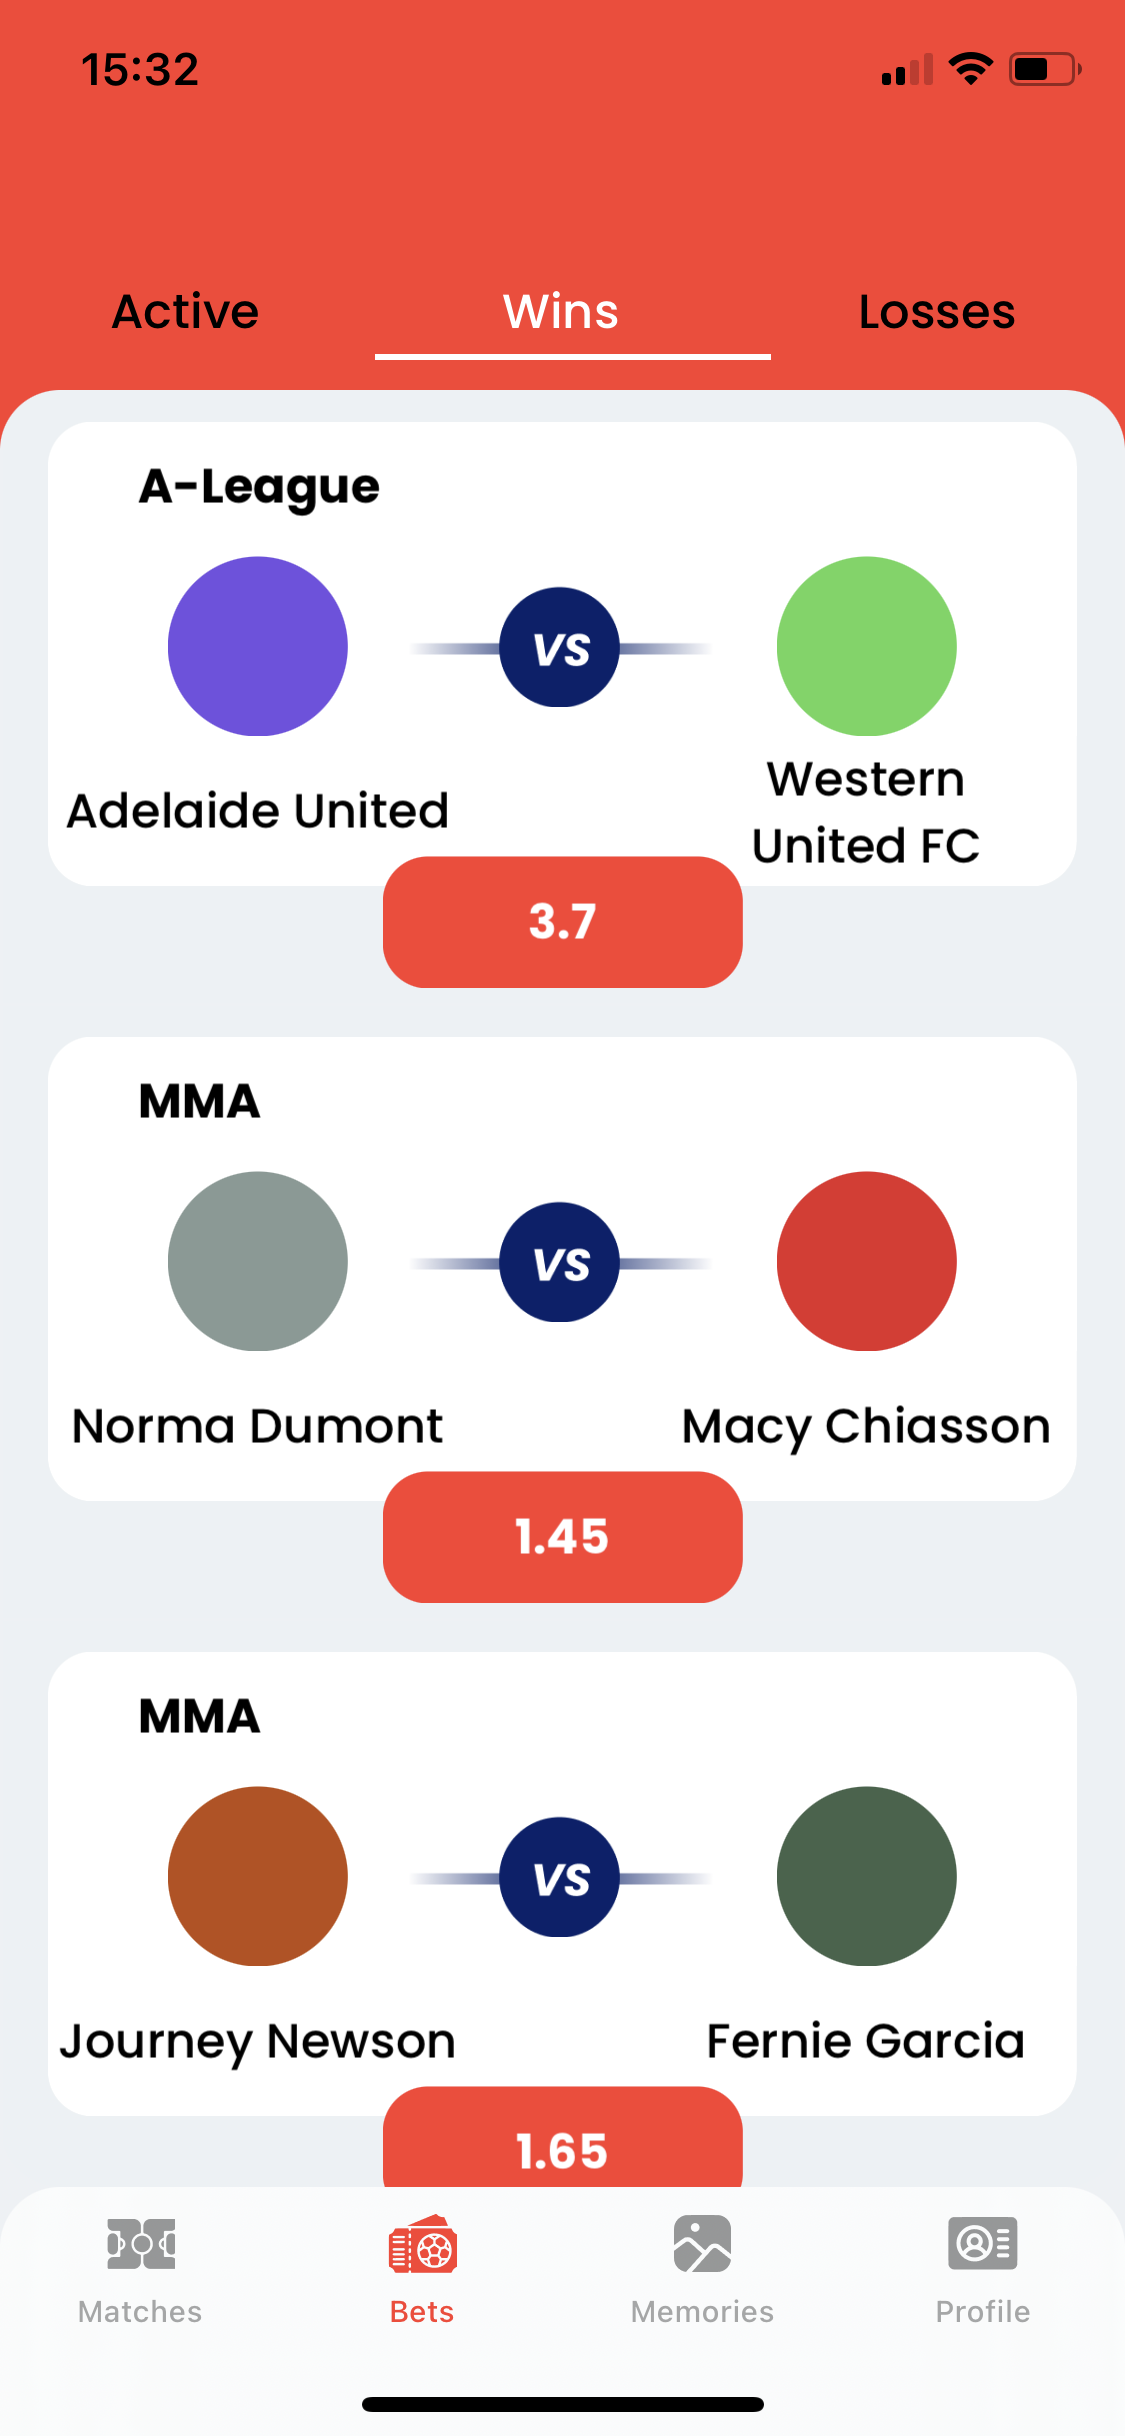 15:32
Active Wins Losses
A-League
VS
Adelaide United
Western
United FC
3.7
MMA
VS
Norma Dumont
Macy Chiasson
1.45
MMA
VS
Journey Newson
Fernie Garcia
1.65
Matches Bets Memories Profile